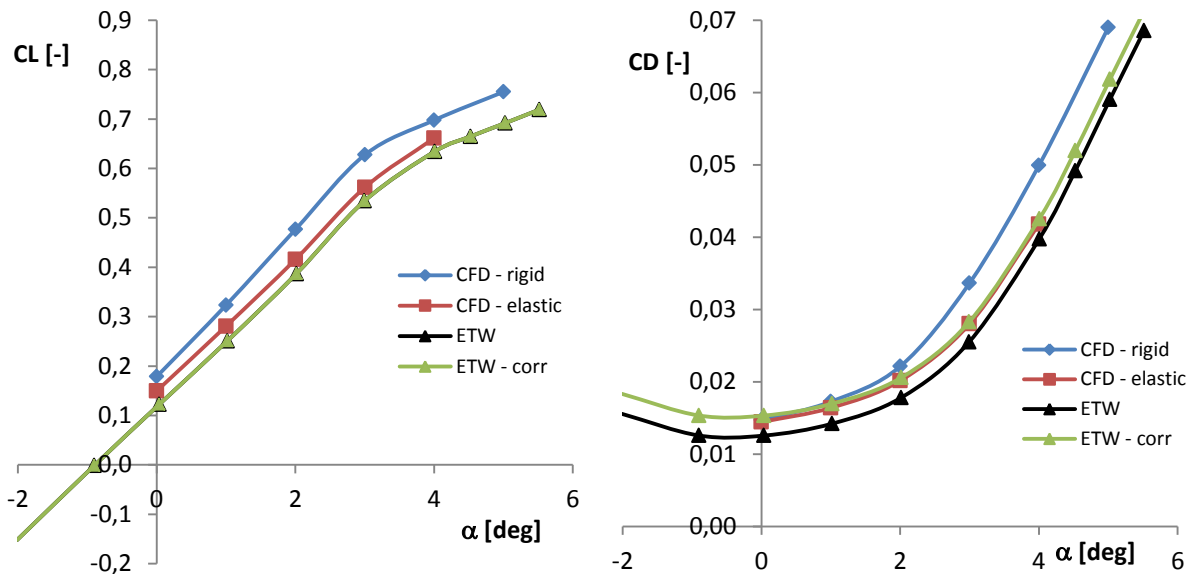 CL [-]
0,9
0,8
0,7
0,6
0,5
0,4
0,3
0,2
0,1
0,0
-0,1
-0,2
-2
0
2
4
6
α [deg]
CFD - rigid
CFD - elastic
ETW
ETW - corr
CD [-]
0,07
0,06
0,05
0,04
0,03
0,02
0,01
0,00
-2
0
2
4
6
α [deg]
CFD - rigid
CFD - elastic
ETW
ETW - corr